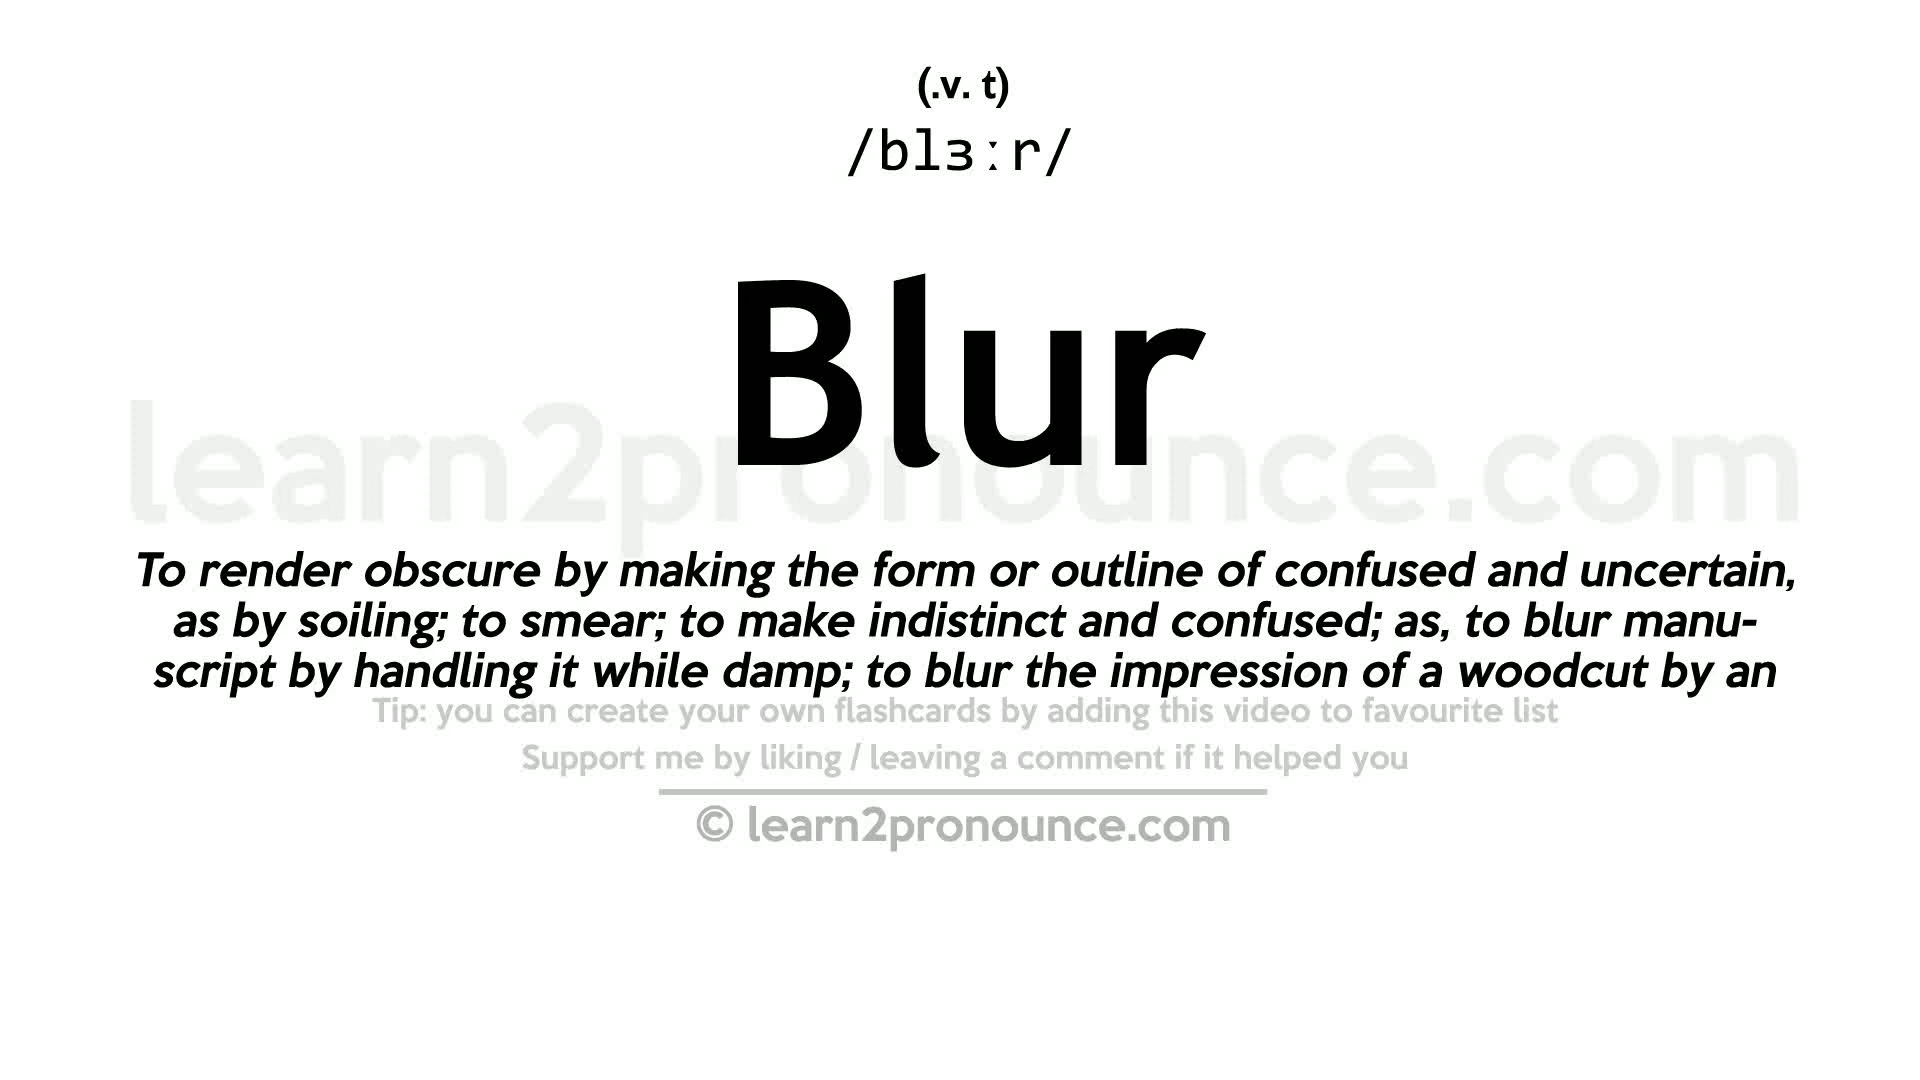 (.v. t)
/blɜːr/
Blur
learn2pronounce.com
To render obscure by making the form or outline of confused and uncertain,
as by soiling; to smear; to make indistinct and confused; as, to blur manu-
script by handling it while damp; to blur the impression of a woodcut by an
Tip: you can create your own flashcards by adding this video to favourite list
Support me by liking / leaving a comment if it helped you
© learn2pronounce.com